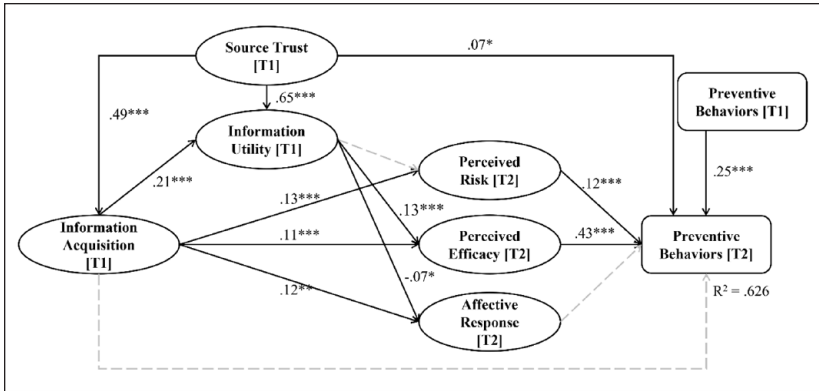 Source Trust
[T1]
.07*
.49***
.65***
Preventive
Behaviors [T1]
Information
Utility [T1]
.21***
Perceived
Risk [T2]
.25***
.13***
.12***
.13***
Information
Acquisition
[T1]
.11***
Perceived
Efficacy [T2]
.43***
Preventive
Behaviors [T2]
-.07*
.12**
Affective
Response
[T2]
R² = .626